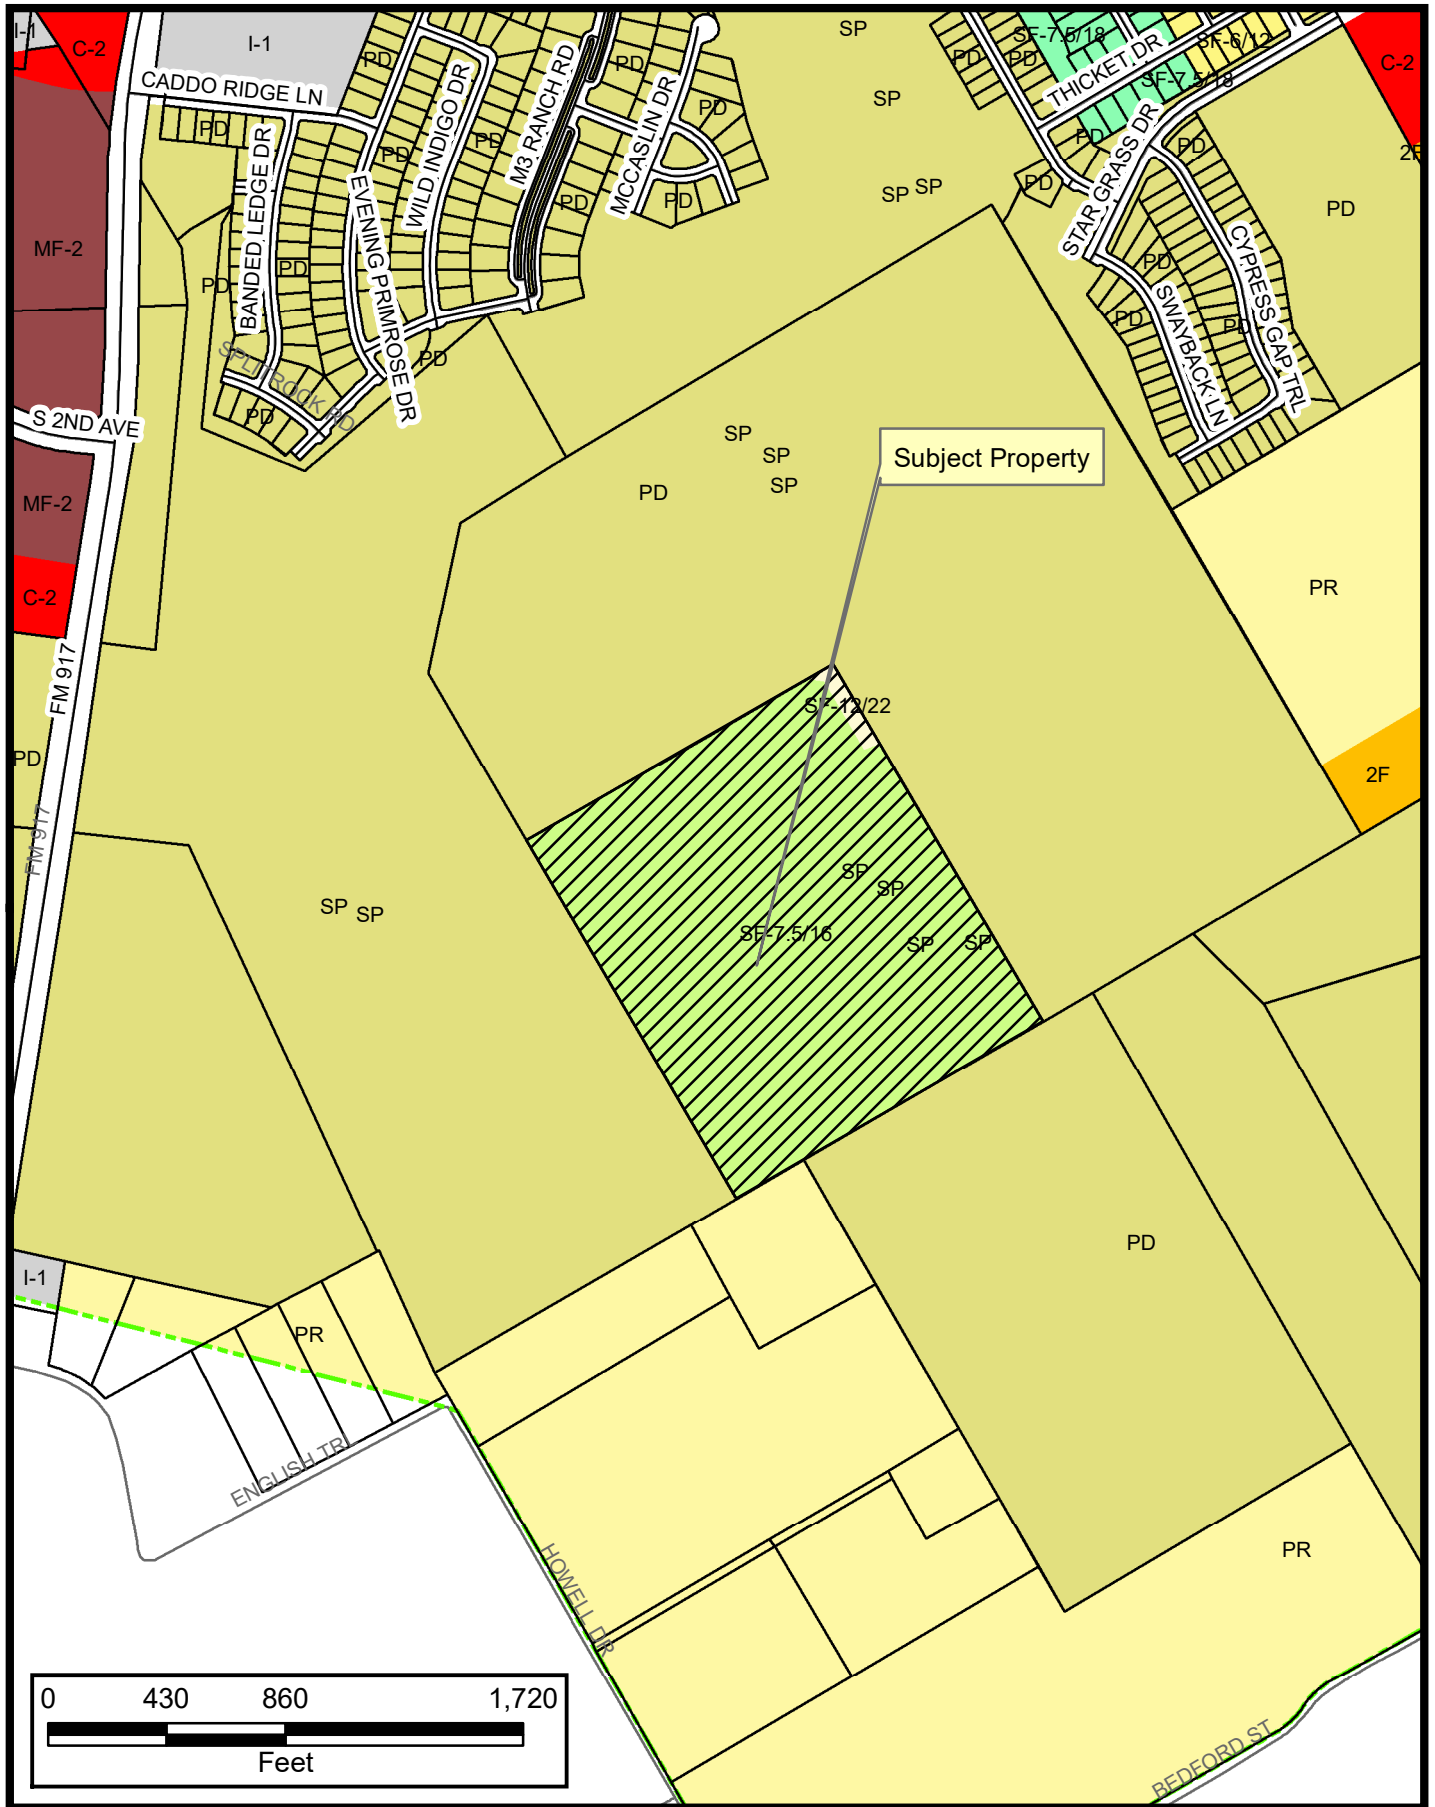 I-1
C-2
I-1
CADDO RIDGE LN
PD
SP
PD
PD
PD
SF-7.5/18
SF-6/12
C-2
THICKET DR
SF-7.5/18
SP
PD
PD
PD
PD
M3 RANCH RD
MCCASLIN DR
WILD INDIGO DR
BANDED LEDGE DR
EVENING PRIMROSE DR
PD
PD
PD
PD
SP
SP
PD
STAR GRASS DR
PD
MF-2
PD
PD
PD
CYPRESS GAP TRL
PD
PD
SWAYBACK LN
SPLITROCK RD
PD
PD
S 2ND AVE
SP
SP
SP
PD
Subject Property
MF-2
PR
C-2
FM 917
SF-12/22
PD
2F
FM 917
SP
SP
SP
SP
SF-7.5/16
SP
SP
PD
I-1
PR
ENGLISH TRL
HOWELL DR
PR
0 430 860 1,720
Feet
BEDFORD ST